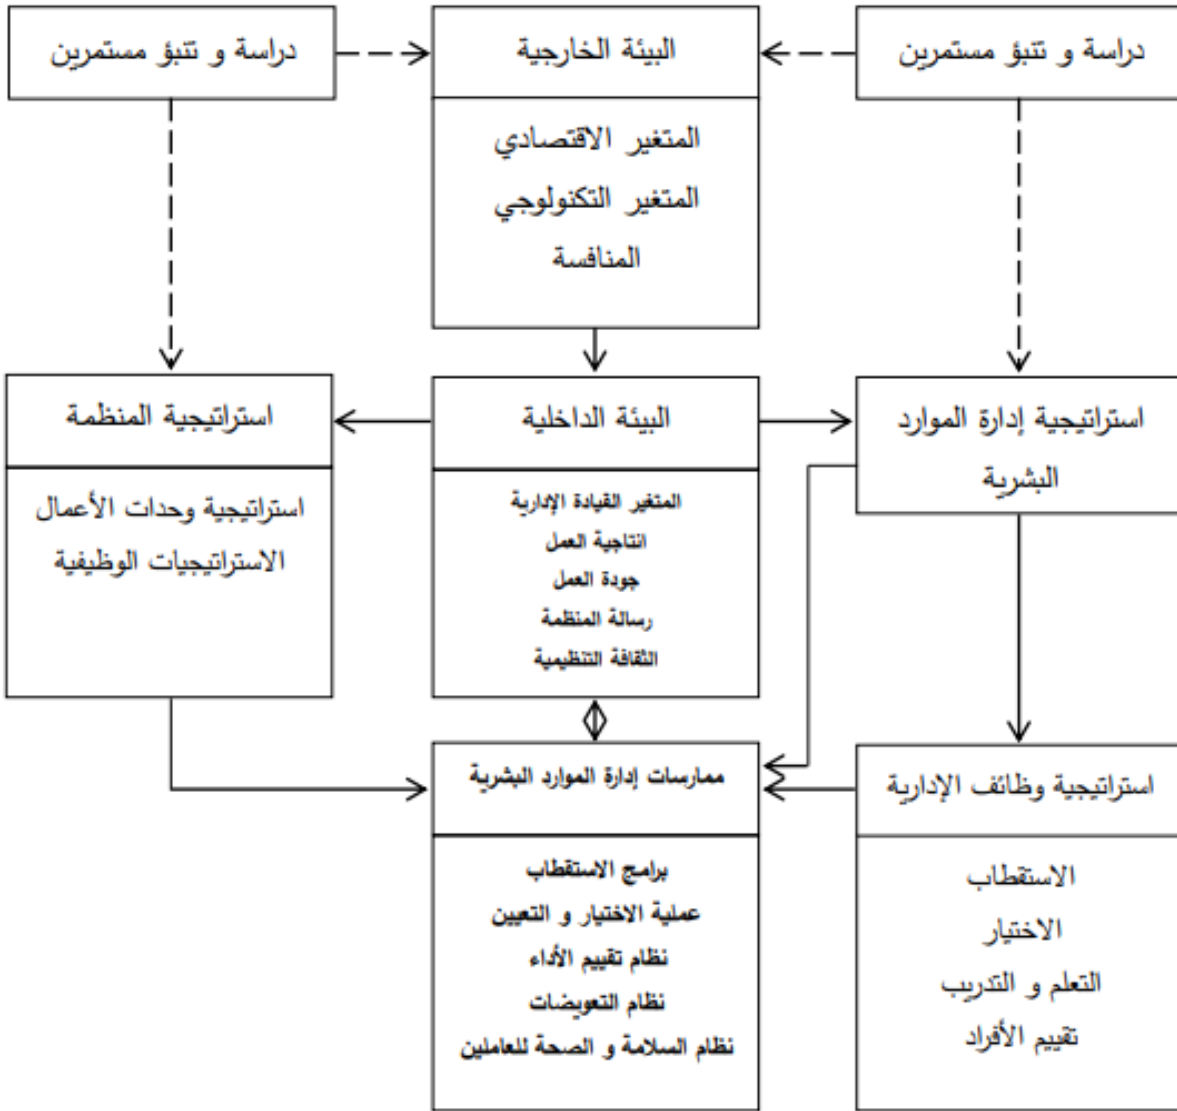 دراسة و تتبؤ مستمرين
البيئة الخارجية
دراسة و تتبؤ مستمرين
المتغير الاقتصادي
المتغير التكنولوجي
المنافسة
استراتيجية إدارة الموارد
البشرية
البيئة الداخلية
استراتيجية المنظمة
المتغير القيادة الإدارية
انتاجية العمل
جودة العمل
رسالة المنظمة
الثقافة التنظيمية
استراتيجية وحدات الأعمال
الاستراتيجيات الوظيفية
استراتيجية وظائف الإدارية
ممارسات إدارة الموارد البشرية
الاستقطاب
الاختيار
التعلم و التدريب
تقييم الأفراد
برامج الاستقطاب
عملية الاختيار و التعيين
نظام تقييم الأداء
نظام التعويضات
نظام السلامة و الصحة للعاملين